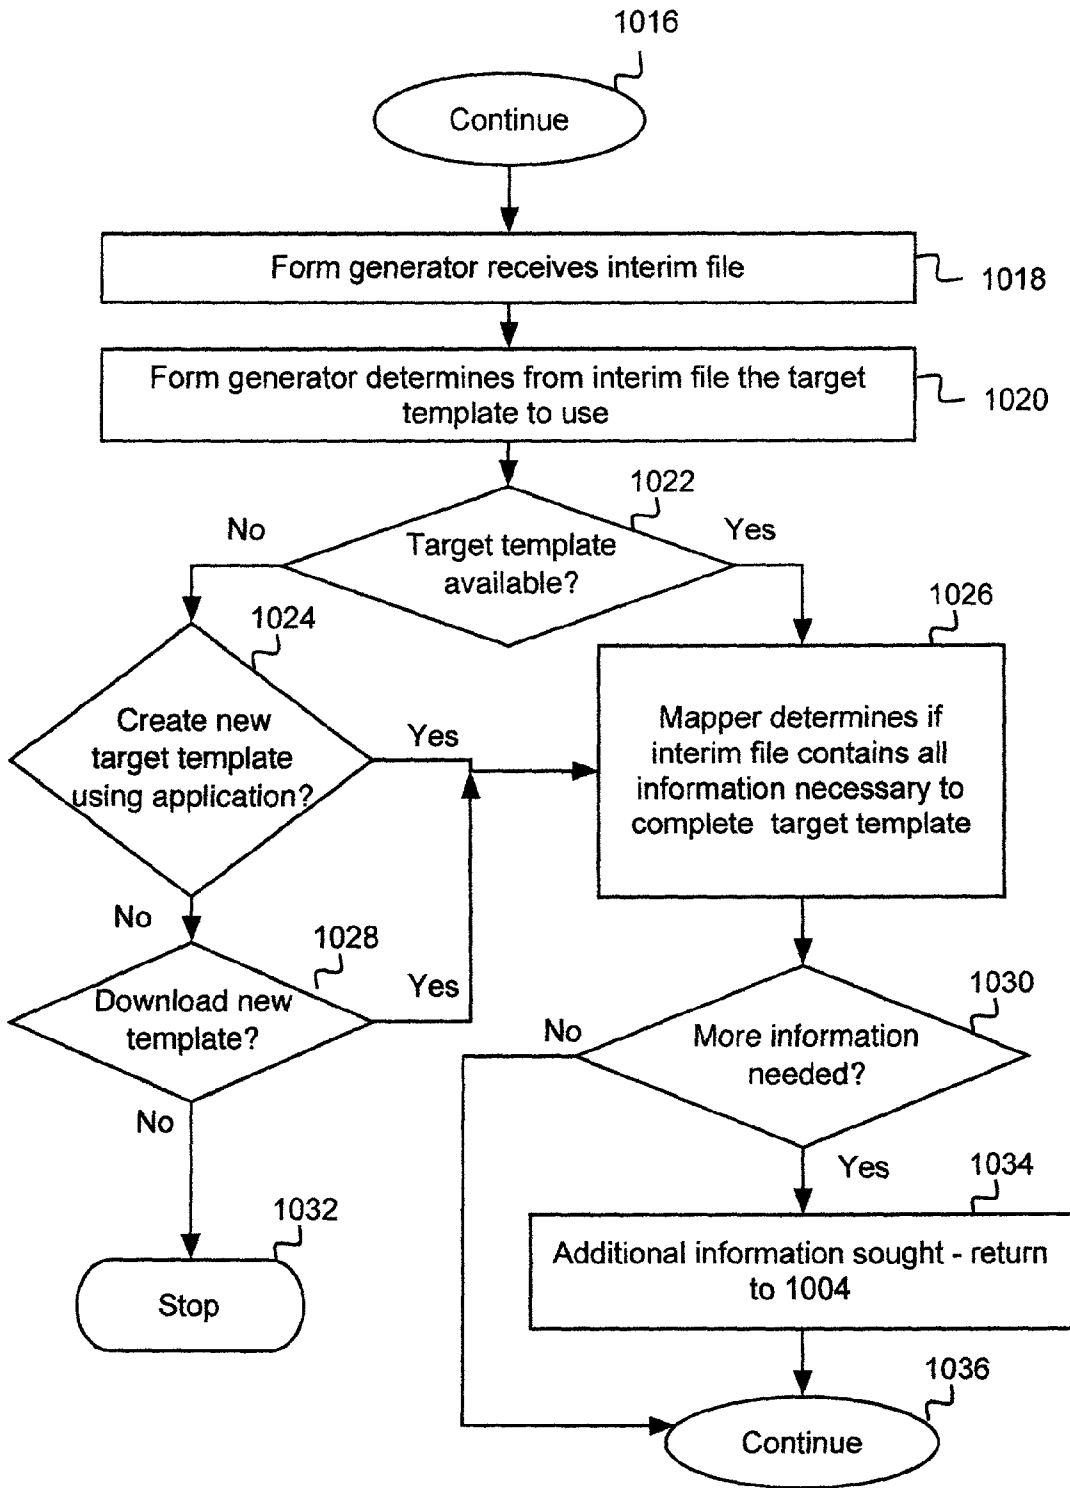 1016
Continue
Form generator receives interim file
1018
Form generator determines from interim file the target
template to use
1020
1022
No
Yes
Target template
available?
1024
1026
Create new
target template
using application?
Yes
Mapper determines if
interim file contains all
information necessary to
complete target template
No
1028
Download new
template?
Yes
1030
No
More information
needed?
No
Yes
1034
1032
Additional information sought - return
to 1004
Stop
1036
Continue